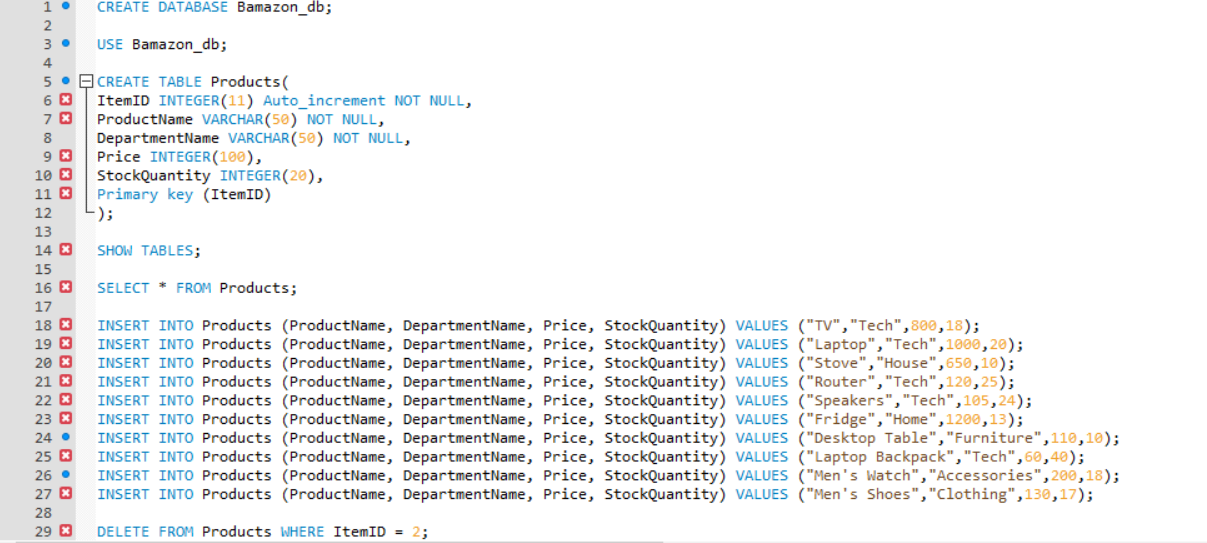 1 CREATE DATABASE Bamazon_db;
2
3 USE Bamazon_db;
4
5 CREATE TABLE Products(
6 ItemID INTEGER(11) Auto_increment NOT NULL,
7 ProductName VARCHAR(50) NOT NULL,
8 DepartmentName VARCHAR(50) NOT NULL,
9 Price INTEGER(100),
10 StockQuantity INTEGER(20),
11 Primary key (ItemID)
12 );
13
14 SHOW TABLES;
15
16 SELECT * FROM Products;
17
18 INSERT INTO Products (ProductName, DepartmentName, Price, StockQuantity) VALUES ("TV","Tech",800,18);
19 INSERT INTO Products (ProductName, DepartmentName, Price, StockQuantity) VALUES ("Laptop","Tech",1000,20);
20 INSERT INTO Products (ProductName, DepartmentName, Price, StockQuantity) VALUES ("Stove","House",650,10);
21 INSERT INTO Products (ProductName, DepartmentName, Price, StockQuantity) VALUES ("Router","Tech",120,25);
22 INSERT INTO Products (ProductName, DepartmentName, Price, StockQuantity) VALUES ("Speakers","Tech",105,24);
23 INSERT INTO Products (ProductName, DepartmentName, Price, StockQuantity) VALUES ("Fridge","Home",1200,13);
24 INSERT INTO Products (ProductName, DepartmentName, Price, StockQuantity) VALUES ("Desktop Table","Furniture",110,10);
25 INSERT INTO Products (ProductName, DepartmentName, Price, StockQuantity) VALUES ("Laptop Backpack","Tech",60,40);
26 INSERT INTO Products (ProductName, DepartmentName, Price, StockQuantity) VALUES ("Men's Watch","Accessories",200,18);
27 INSERT INTO Products (ProductName, DepartmentName, Price, StockQuantity) VALUES ("Men's Shoes","Clothing",130,17);
28
29 DELETE FROM Products WHERE ItemID = 2;